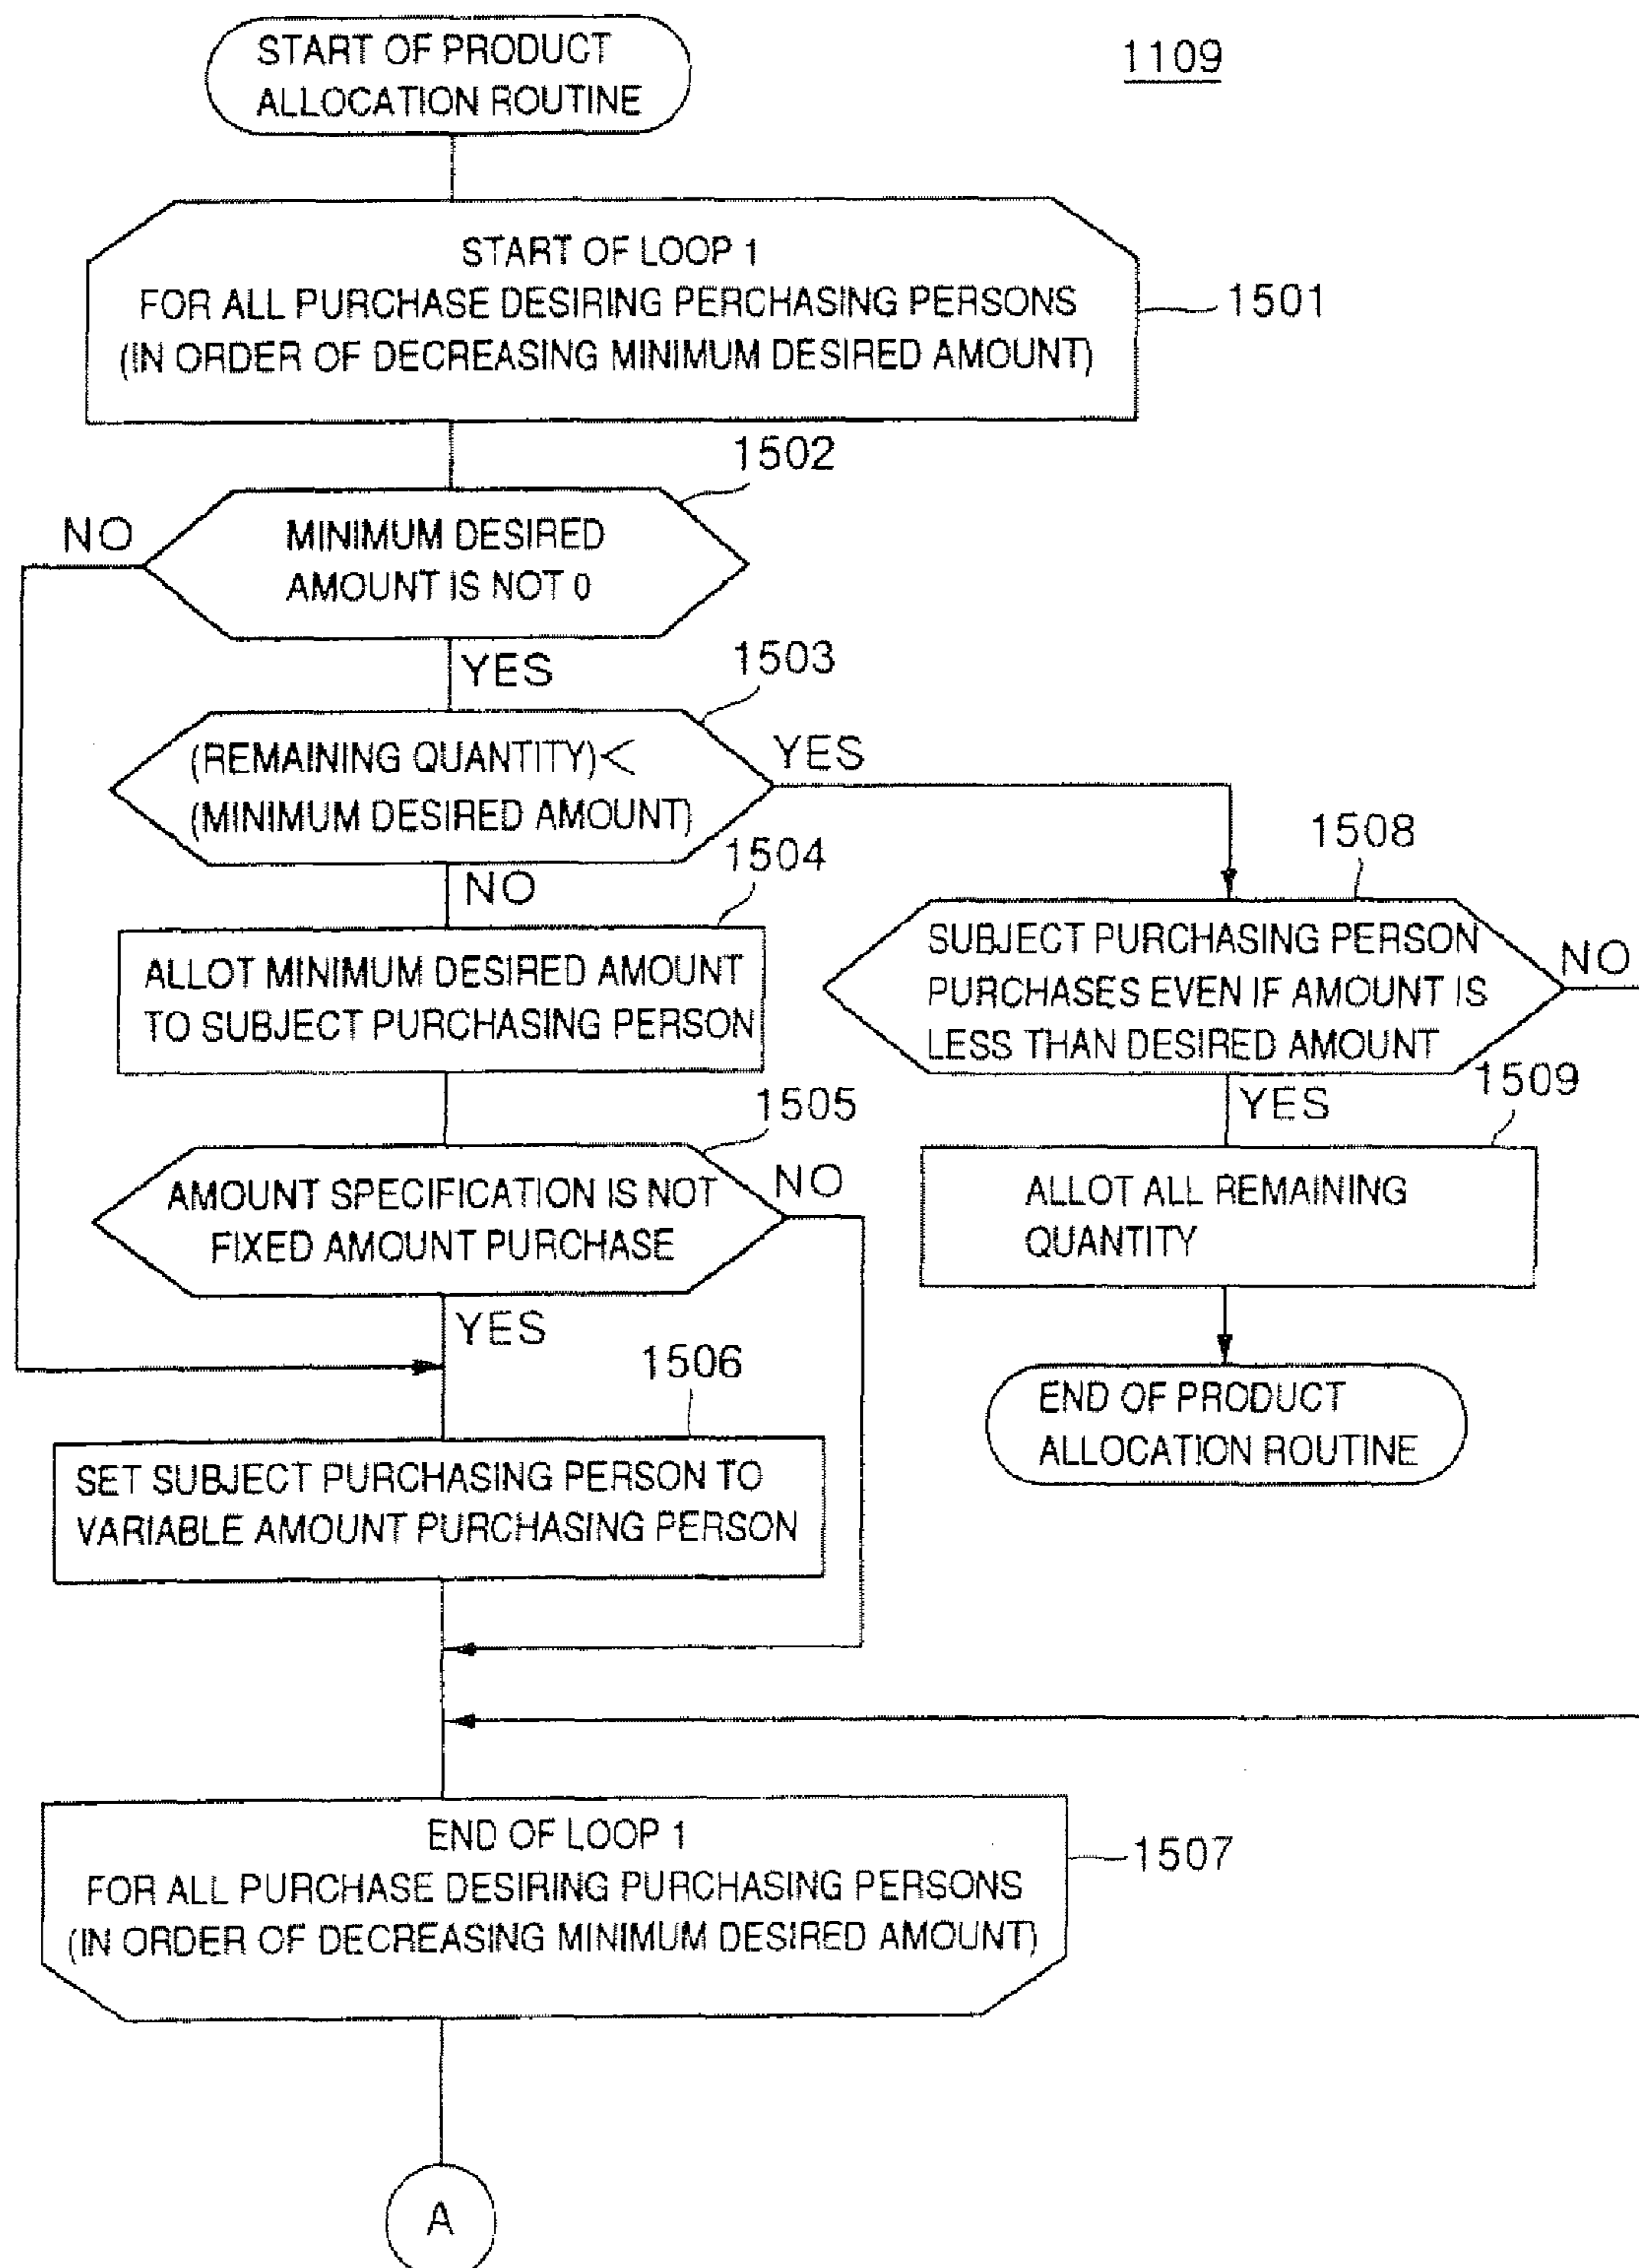 START OF PRODUCT
ALLOCATION ROUTINE
1109
START OF LOOP 1
FOR ALL PURCHASE DESIRING PERCHASING PERSONS
(IN ORDER OF DECREASING MINIMUM DESIRED AMOUNT)
1501
1502
NO
MINIMUM DESIRED
AMOUNT IS NOT 0
YES
1503
(REMAINING QUANTITY)<
(MINIMUM DESIRED AMOUNT)
YES
NO
1504
ALLOT MINIMUM DESIRED AMOUNT
TO SUBJECT PURCHASING PERSON
1508
SUBJECT PURCHASING PERSON
PURCHASES EVEN IF AMOUNT IS
LESS THAN DESIRED AMOUNT
NO
YES
1505
AMOUNT SPECIFICATION IS NOT
FIXED AMOUNT PURCHASE
NO
YES
1509
ALLOT ALL REMAINING
QUANTITY
END OF PRODUCT
ALLOCATION ROUTINE
1506
SET SUBJECT PURCHASING PERSON TO
VARIABLE AMOUNT PURCHASING PERSON
END OF LOOP 1
FOR ALL PURCHASE DESIRING PURCHASING PERSONS
(IN ORDER OF DECREASING MINIMUM DESIRED AMOUNT)
1507
A